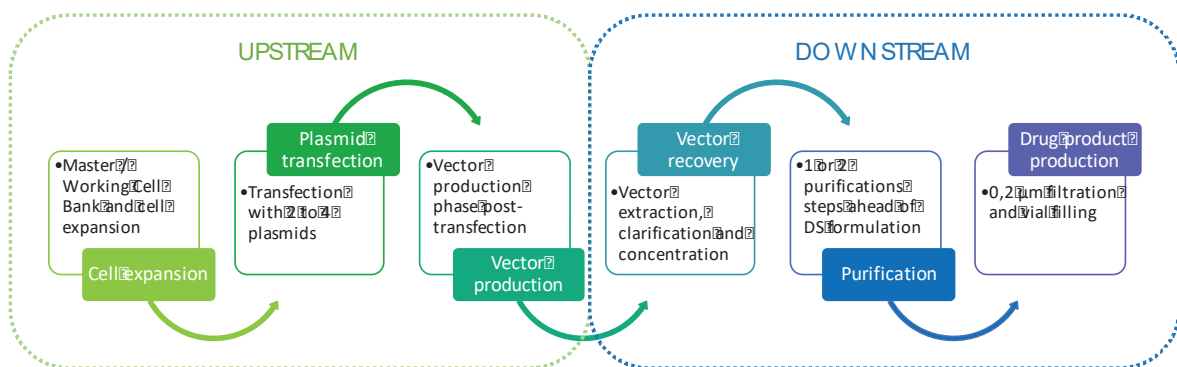 UPSTREAM
DOWNSTREAM
•Master /
Working Cell
Bank and cell
expansion
Cell expansion
Plasmid
transfection
•Transfection
with 2 to 4
plasmids
•Vector
production
phase post-
transfection
Vector
production
Vector
recovery
•Vector
extraction,
clarification and
concentration
•1 or 2
purifications
steps ahead of
DS formulation
Purification
Drug product
production
•0,2 µm filtration
and vial filling